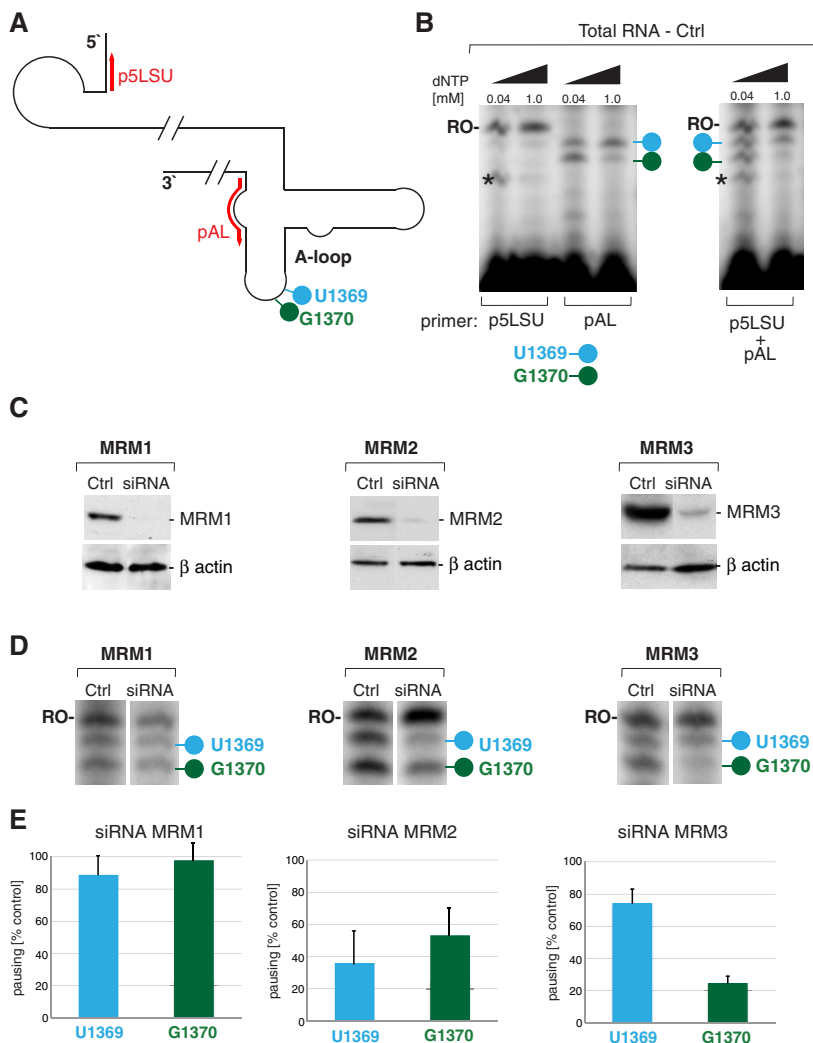 A
5`
p5LSU
3`
pAL
A-loop
U1369
G1370
B
Total RNA - Ctrl
dNTP
[mM]
0.04 1.0 0.04 1.0
0.04 1.0
RO-
RO-
*
*
primer: p5LSU pAL
p5LSU
+
pAL
U1369
G1370
C
MRM1
Ctrl siRNA
- MRM1
- β actin
MRM2
Ctrl siRNA
- MRM2
- β actin
MRM3
Ctrl siRNA
- MRM3
- β actin
D
MRM1
Ctrl siRNA
RO-
U1369
G1370
MRM2
Ctrl siRNA
RO-
U1369
G1370
MRM3
Ctrl siRNA
RO-
U1369
G1370
E
siRNA MRM1
pausing [% control]
100
80
60
40
20
0
U1369 G1370
siRNA MRM2
pausing [% control]
100
80
60
40
20
0
U1369 G1370
siRNA MRM3
pausing [% control]
100
80
60
40
20
0
U1369 G1370